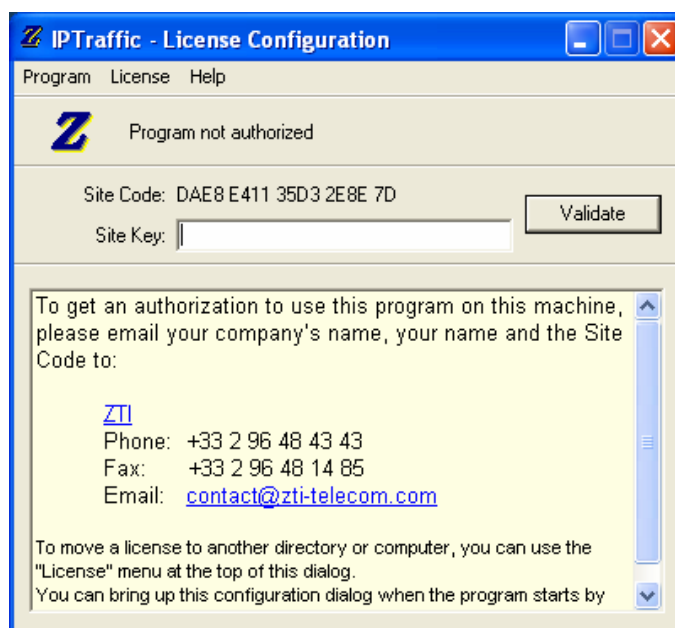 IPTraffic - License Configuration
Program License Help
Z Program not authorized
Site Code: DAE8 E411 35D3 2E8E 7D
Validate
Site Key:
To get an authorization to use this program on this machine,
please email your company's name, your name and the Site
Code to:
ZTI
Phone: +33 2 96 48 43 43
Fax: +33 2 96 48 14 85
Email: contact@zti-telecom.com
To move a license to another directory or computer, you can use the
"License" menu at the top of this dialog.
You can bring up this configuration dialog when the program starts by